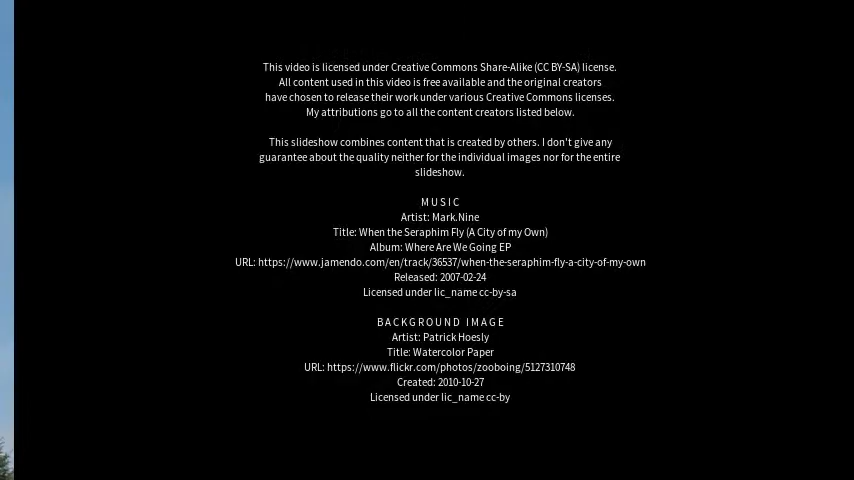 This video is licensed under Creative Commons Share-Alike (CC BY-SA) license.
All content used in this video is free available and the original creators
have chosen to release their work under various Creative Commons licenses.
My attributions go to all the content creators listed below.
This slideshow combines content that is created by others. I don't give any
guarantee about the quality neither for the individual images nor for the entire
slideshow.
MUSIC
Artist: Mark.Nine
Title: When the Seraphim Fly (A City of my Own)
Album: Where Are We Going EP
URL: https://www.jamendo.com/en/track/36537/when-the-seraphim-fly-a-city-of-my-own
Released: 2007-02-24
Licensed under lic_name cc-by-sa
BACKGROUND IMAGE
Artist: Patrick Hoesly
Title: Watercolor Paper
URL: https://www.flickr.com/photos/zooboing/5127310748
Created: 2010-10-27
Licensed under lic_name cc-by